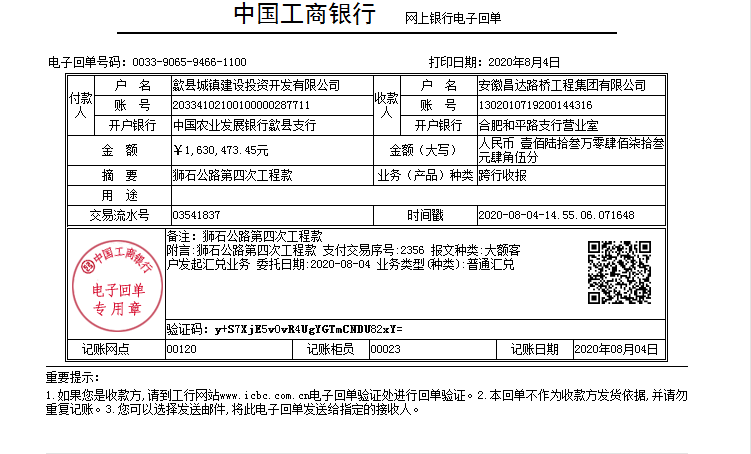 中国工商银行 网上银行电子回单
电子回单号码：0033-9065-9466-1100 打印日期：2020年8月4日
付款人 户 名 歙县城镇建设投资开发有限公司 收款人 户 名 安徽昌达路桥工程集团有限公司
账 号 20334102100100000287711 账 号 1302010719200144316
开户银行 中国农业发展银行歙县支行 开户银行 合肥和平路支行营业室
金 额 ￥1,630,473.45元 金额（大写） 人民币 壹佰陆拾叁万零肆佰柒拾叁
元肆角伍分
摘 要 狮石公路第四次工程款 业务（产品）种类 跨行收报
用 途
交易流水号 03541837 时间戳 2020-08-04-14.55.06.071648
中国工商银行
电子回单
专用章
备注：狮石公路第四次工程款
附言:狮石公路第四次工程款 支付交易序号:2356 报文种类:大额客
户发起汇兑业务 委托日期:2020-08-04 业务类型(种类):普通汇兑
验证码：y+S7XjE5v0vR4UgYGTmCNDU82xY=
记账网点 00120 记账柜员 00023 记账日期 2020年08月04日
重要提示：
1.如果您是收款方,请到工行网站www.icbc.com.cn电子回单验证处进行回单验证。2.本回单不作为收款方发货依据,并请勿
重复记账。3.您可以选择发送邮件,将此电子回单发送给指定的接收人。